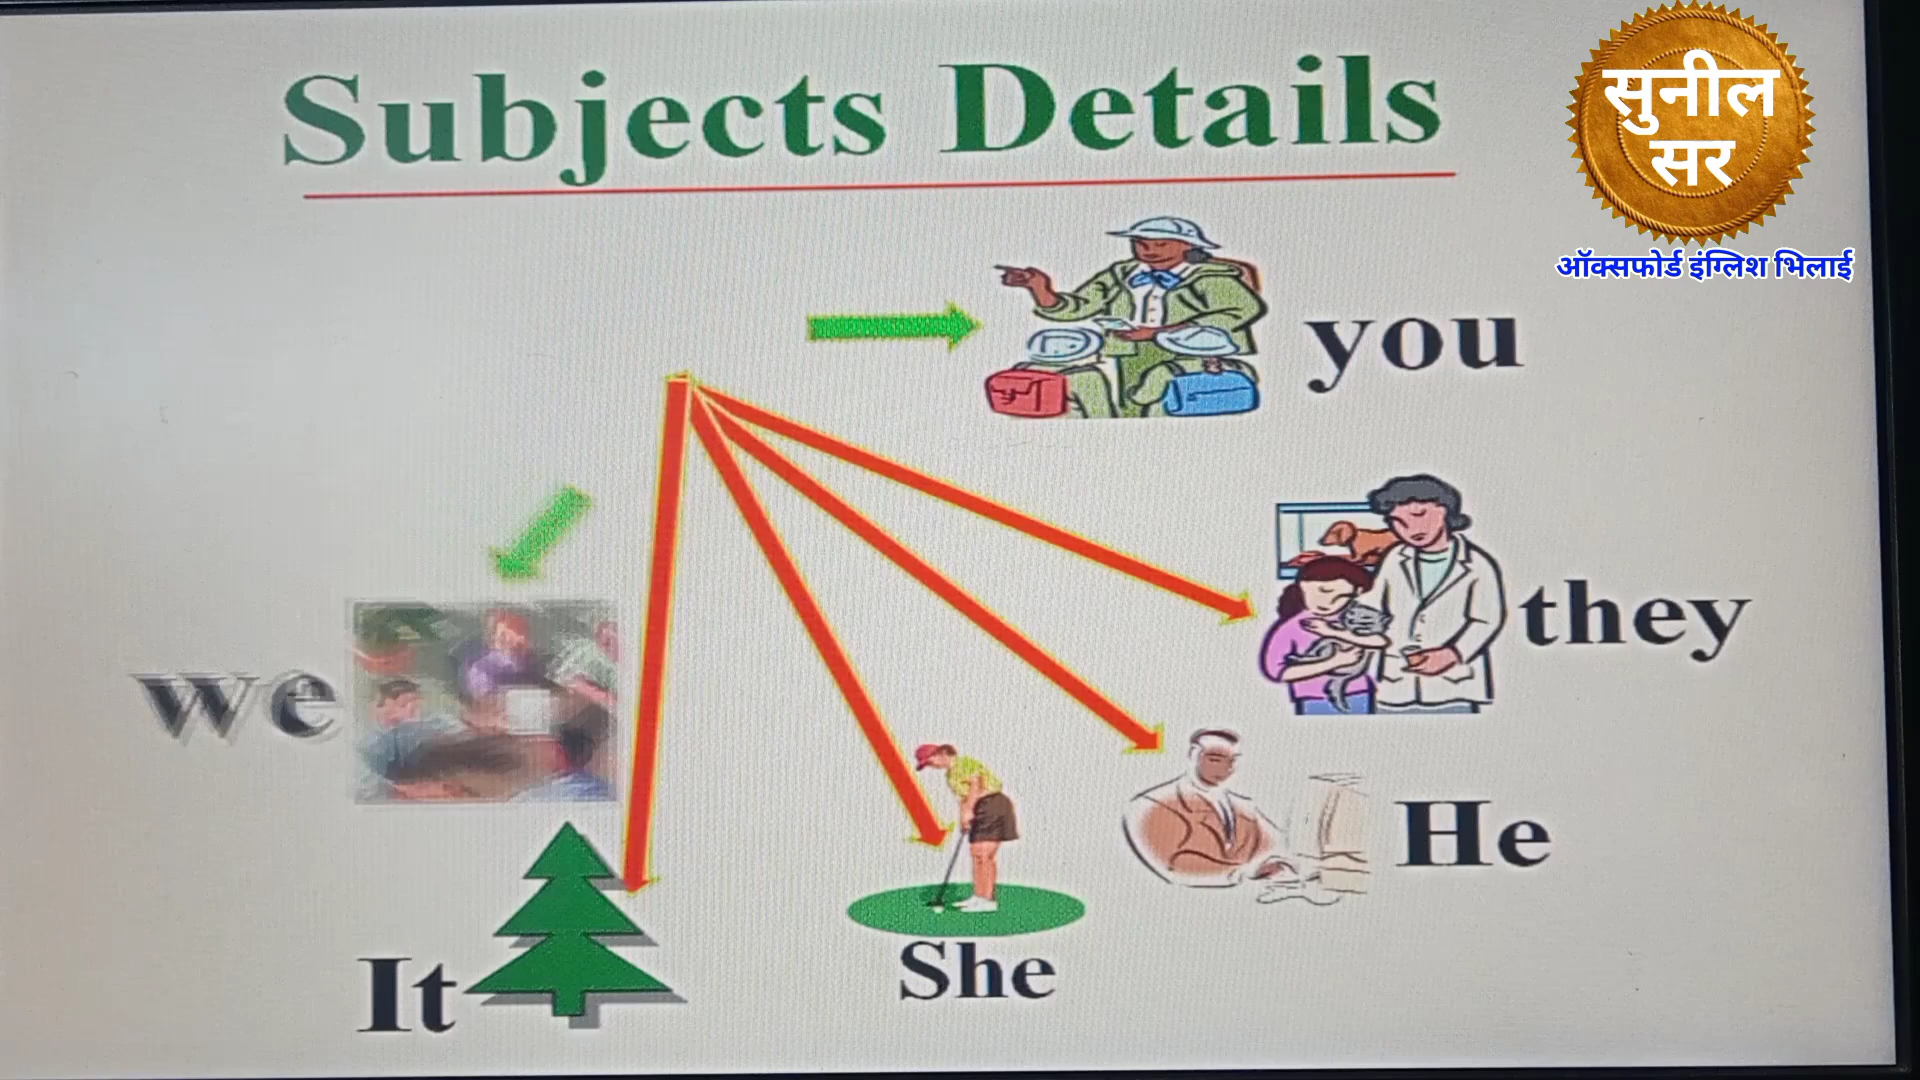 Subjects Details
सुनील
सर
ऑक्सफोर्ड इंग्लिश भिलाई
you
they
we
He
She
It